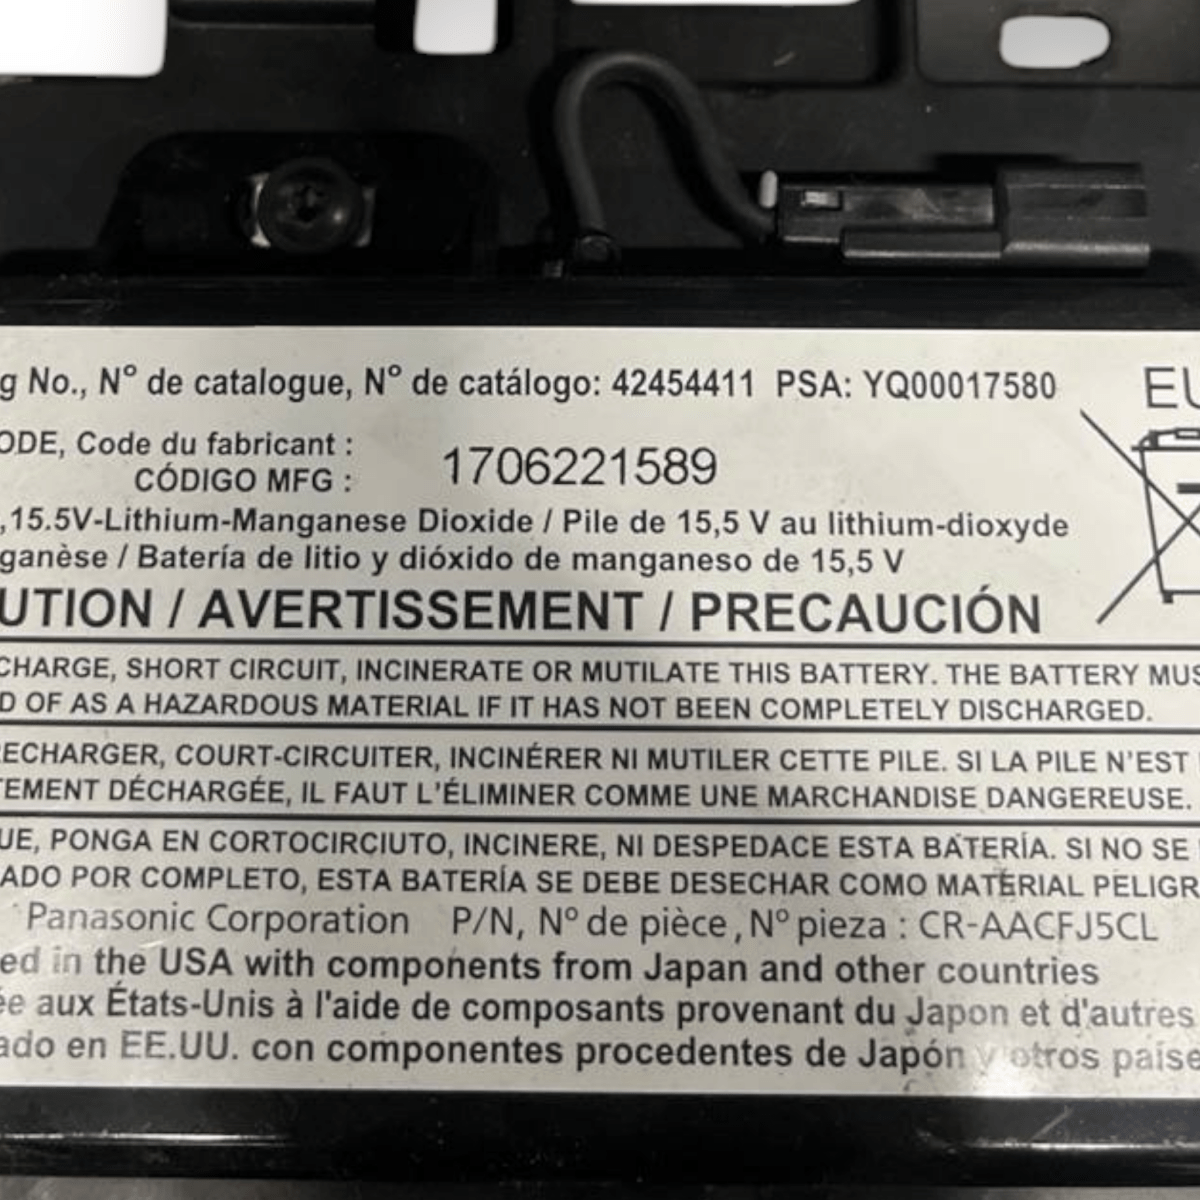 g No., N° de catalogue, N° de catálogo: 42454411 PSA: YQ00017580
EU
ODE, Code du fabricant :
CÓDIGO MFG :
1706221589
,15.5V-Lithium-Manganese Dioxide / Pile de 15,5 V au lithium-dioxyde
ganèse / Batería de litio y dióxido de manganeso de 15,5 V
UTION / AVERTISSEMENT / PRECAUCIÓN
CHARGE, SHORT CIRCUIT, INCINERATE OR MUTILATE THIS BATTERY. THE BATTERY MUS
D OF AS A HAZARDOUS MATERIAL IF IT HAS NOT BEEN COMPLETELY DISCHARGED.
ECHARGER, COURT-CIRCUITER, INCINÉRER NI MUTILER CETTE PILE. SI LA PILE N'EST
TEMENT DÉCHARGÉE, IL FAUT L'ÉLIMINER COMME UNE MARCHANDISE DANGEREUSE.
UE, PONGA EN CORTOCIRCIUTO, INCINERE, NI DESPEDACE ESTA BATERÍA. SI NO SE
ADO POR COMPLETO, ESTA BATERÍA SE DEBE DESECHAR COMO MATERIAL PELIGR
Panasonic Corporation P/N, N° de pièce, N° pieza : CR-AACFJ5CL
ed in the USA with components from Japan and other countries
ée aux États-Unis à l'aide de composants provenant du Japon et d'autres
ado en EE.UU. con componentes procedentes de Japón y otros paíse